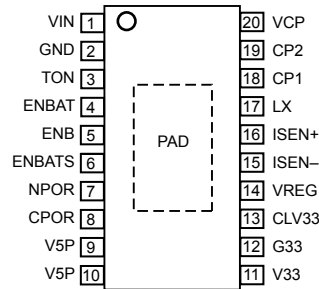 VIN 1
GND 2
TON 3
ENBAT 4
ENB 5
ENBATS 6
NPOR 7
CPOR 8
V5P 9
V5P 10
PAD
20 VCP
19 CP2
18 CP1
17 LX
16 ISEN+
15 ISEN–
14 VREG
13 CLV33
12 G33
11 V33